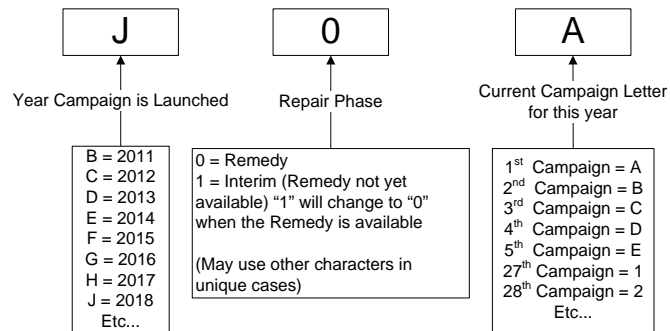 J
0
A
Year Campaign is Launched
Repair Phase
Current Campaign Letter
for this year
B = 2011
C = 2012
D = 2013
E = 2014
F = 2015
G = 2016
H = 2017
J = 2018
Etc...
0 = Remedy
1 = Interim (Remedy not yet
available) “1” will change to “0”
when the Remedy is available
(May use other characters in
unique cases)
1st Campaign = A
2nd Campaign = B
3rd Campaign = C
4th Campaign = D
5th Campaign = E
27th Campaign = 1
28th Campaign = 2
Etc...